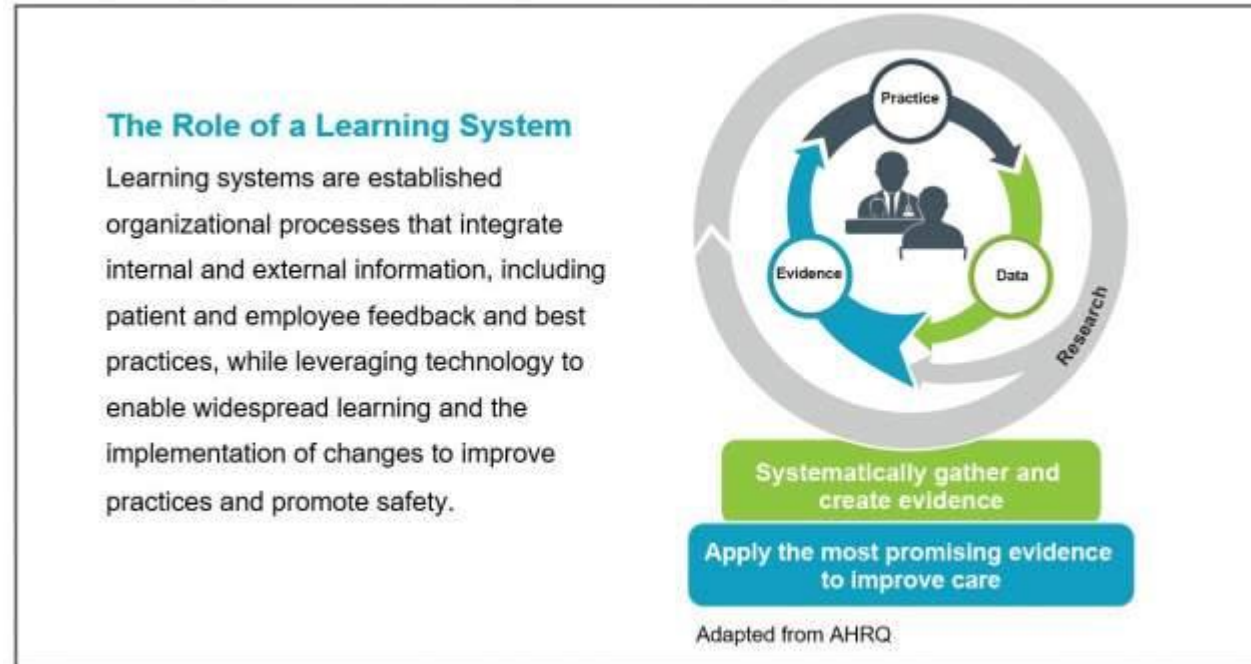 The Role of a Learning System
Learning systems are established
organizational processes that integrate
internal and external information, including
patient and employee feedback and best
practices, while leveraging technology to
enable widespread learning and the
implementation of changes to improve
practices and promote safety.
Practice
Evidence
Data
Research
Systematically gather and
create evidence
Apply the most promising evidence
to improve care
Adapted from AHRQ